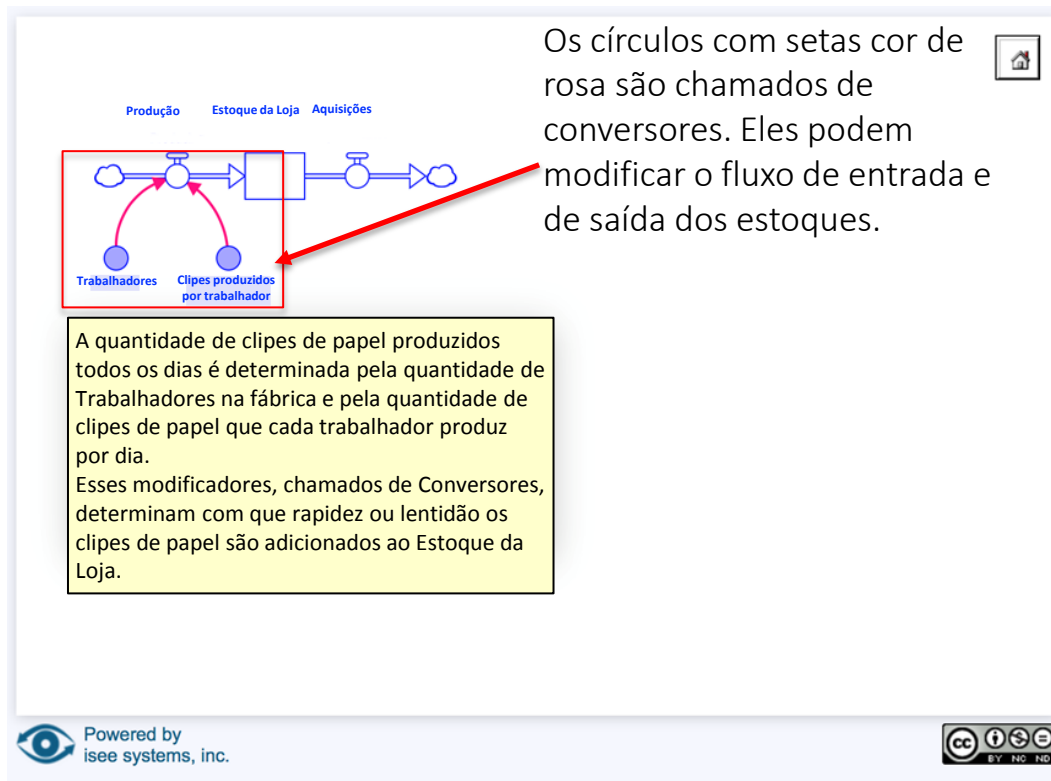 Os círculos com setas cor de
rosa são chamados de
conversores. Eles podem
modificar o fluxo de entrada e
de saída dos estoques.
Produção Estoque da Loja Aquisições
Trabalhadores Clipes produzidos
por trabalhador
A quantidade de clipes de papel produzidos
todos os dias é determinada pela quantidade de
Trabalhadores na fábrica e pela quantidade de
clipes de papel que cada trabalhador produz
por dia.
Esses modificadores, chamados de Conversores,
determinam com que rapidez ou lentidão os
clipes de papel são adicionados ao Estoque da
Loja.
Powered by
isee systems, inc.
cc
BY NC ND